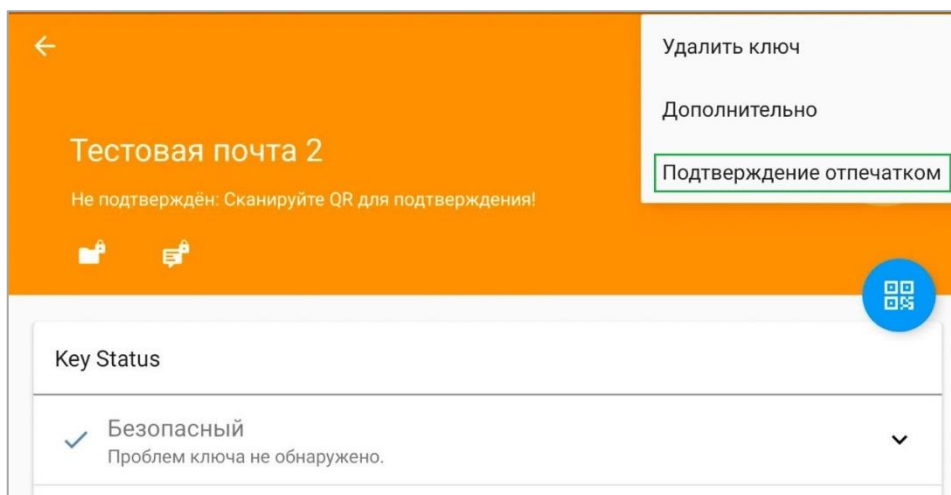 Удалить ключ
Дополнительно
Подтверждение отпечатком
Тестовая почта 2
Не подтверждён: Сканируйте QR для подтверждения!
Key Status
Безопасный
Проблем ключа не обнаружено.